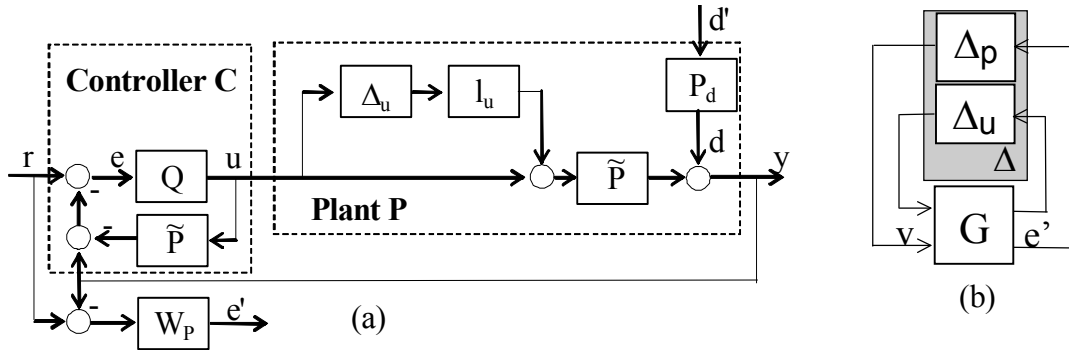 d'
Controller C
Δu
lu
Pd
Δp
Δu
Δ
r
e
Q
u
d
y
P̃
-
Plant P
-
P̃
v
G
e’
-
WP
e'
(a)
(b)